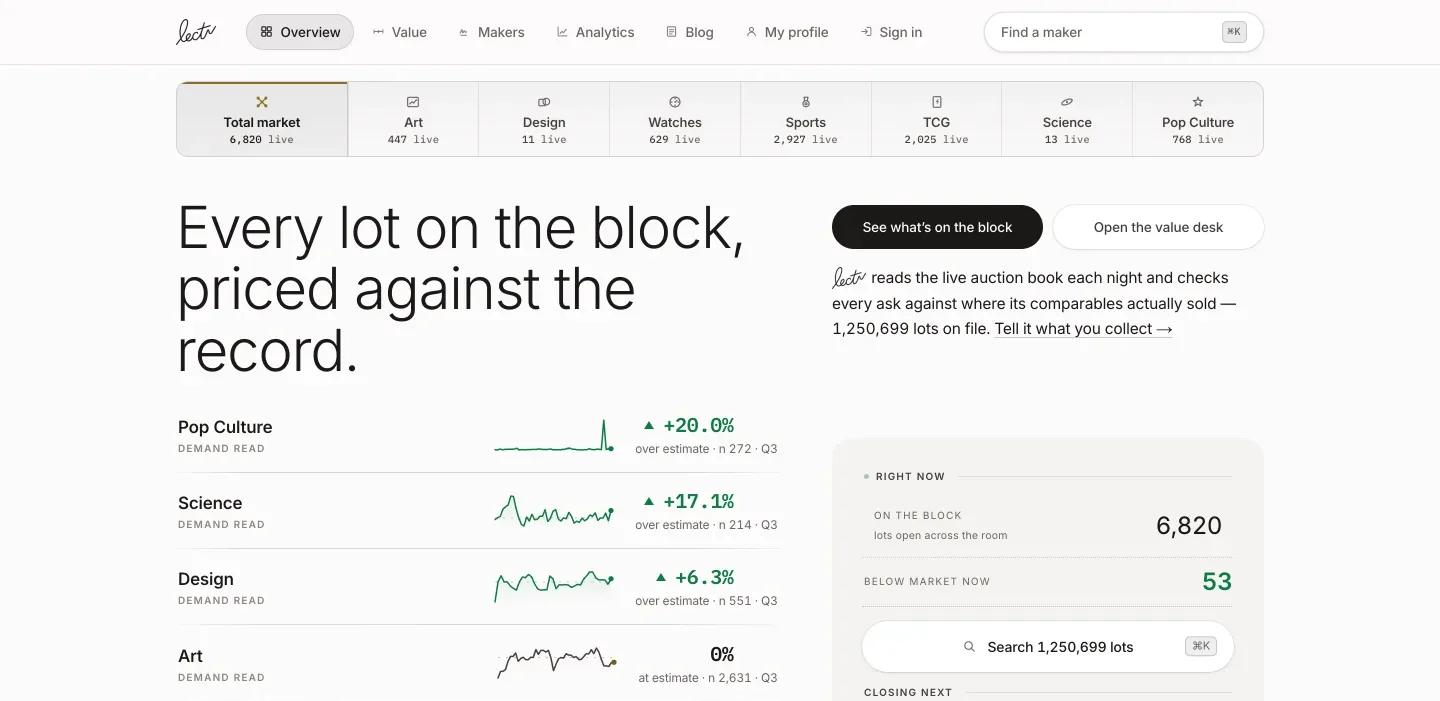 lectr
Overview
Value
Makers
Analytics
Blog
My profile
Sign in
Find a maker
⌘K
Total market
6,820 live
Art
447 live
Design
11 live
Watches
629 live
Sports
2,927 live
TCG
2,025 live
Science
13 live
Pop Culture
768 live
Every lot on the block,
priced against the
record.
See what’s on the block
Open the value desk
lectr reads the live auction book each night and checks
every ask against where its comparables actually sold —
1,250,699 lots on file. Tell it what you collect →
Pop Culture
DEMAND READ
▲ +20.0%
over estimate · n 272 · Q3
Science
DEMAND READ
▲ +17.1%
over estimate · n 214 · Q3
Design
DEMAND READ
▲ +6.3%
over estimate · n 551 · Q3
Art
DEMAND READ
0%
at estimate · n 2,631 · Q3
RIGHT NOW
ON THE BLOCK
lots open across the room
6,820
BELOW MARKET NOW
53
Search 1,250,699 lots
⌘K
CLOSING NEXT